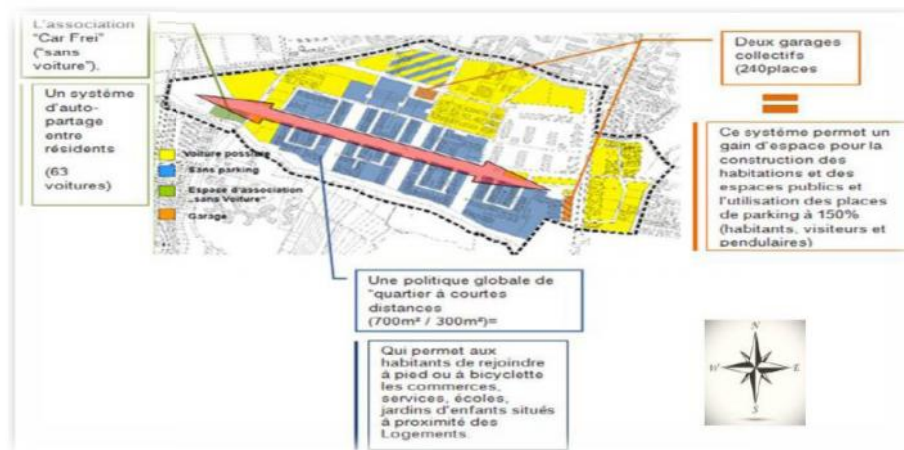 L'association
"Car Frei"
("sans
voiture").
Un système
d'auto-
partage
entre
résidents
(63
voitures)
Voiture possible
Sans parking
Espace d'association
„sans Voiture"
Garage
Deux garages
collectifs
(240places
Ce système permet un
gain d'espace pour la
construction des
habitations et des
espaces publics et
l'utilisation des places
de parking à 150%
(habitants, visiteurs et
pendulaires)
Une politique globale de
"quartier à courtes
distances
(700m² / 300m²)=
Qui permet aux
habitants de rejoindre
à pied ou à bicyclette
les commerces,
services, écoles,
jardins d'enfants situés
à proximité des
Logements.
N
W
E
S